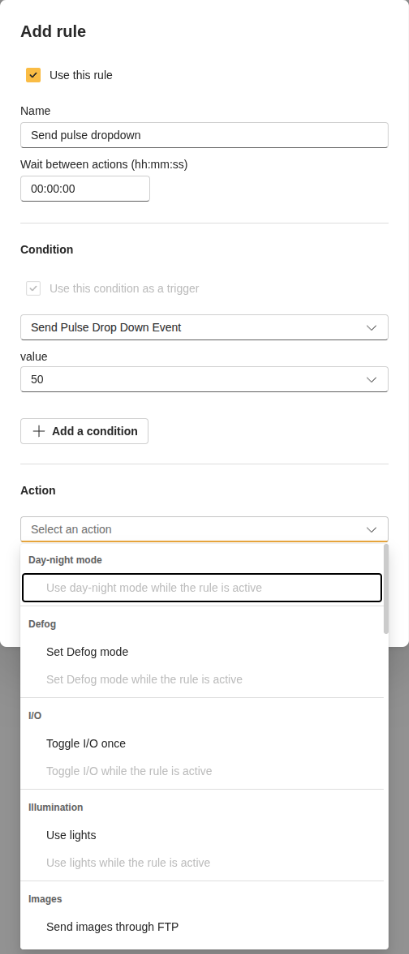 Add rule
Use this rule
Name
Send pulse dropdown
Wait between actions (hh:mm:ss)
00:00:00
Condition
Use this condition as a trigger
Send Pulse Drop Down Event
value
50
Add a condition
Action
Select an action
Day-night mode
Use day-night mode while the rule is active
Defog
Set Defog mode
Set Defog mode while the rule is active
I/O
Toggle I/O once
Toggle I/O while the rule is active
Illumination
Use lights
Use lights while the rule is active
Images
Send images through FTP